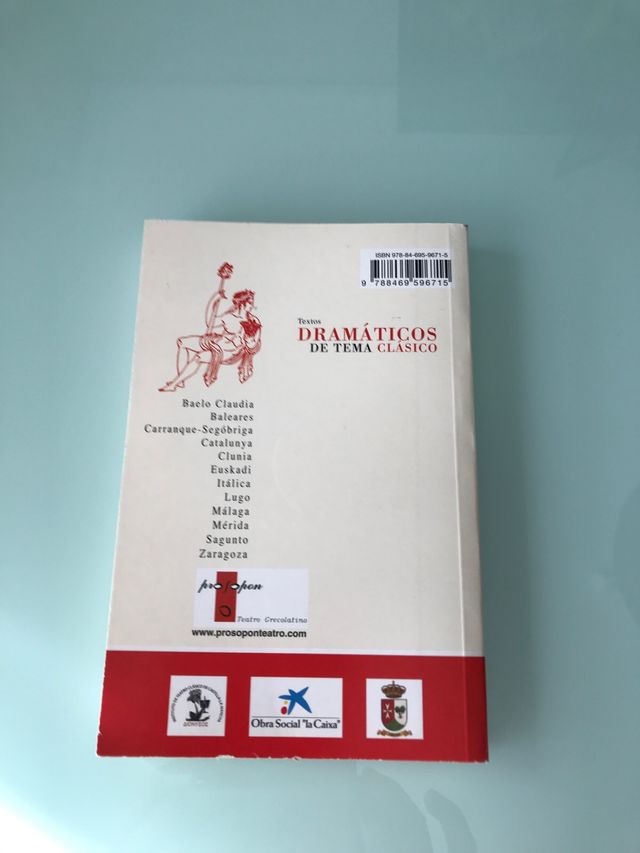 ISBN 978-84-695-9671-5
9 788469 596715
Textos
DRAMÁTICOS
DE TEMA CLÁSICO
Baelo Claudia
Baleares
Carranque-Segóbriga
Catalunya
Clunia
Euskadi
Itálica
Lugo
Málaga
Mérida
Sagunto
Zaragoza
prosopon
Teatro Grecolatino
www.prosoponteatro.com
Obra Social "la Caixa"